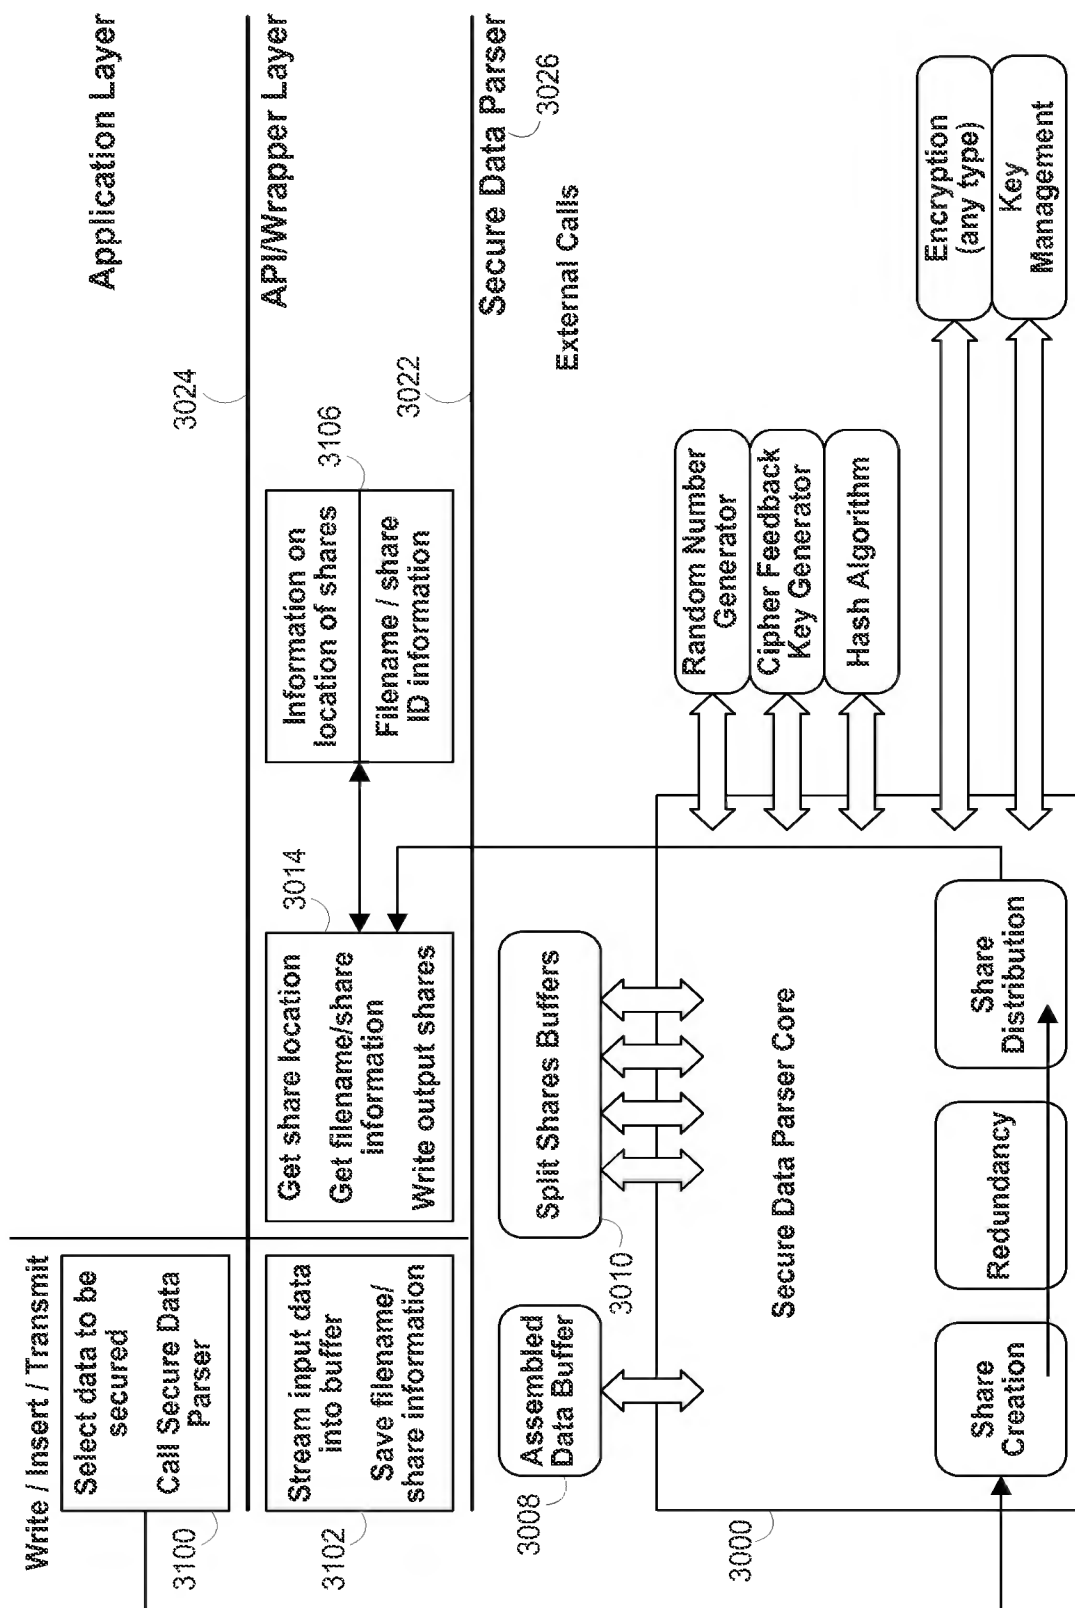 Write / Insert / Transmit
Select data to be
secured
Call Secure Data
Parser
3100
3024
Application Layer
Stream input data
into buffer
Save filename/
share information
3102
Get share location
Get filename/share
information
Write output shares
3014
Information on
location of shares
Filename / share
ID information
3106
API/Wrapper Layer
3022
Secure Data Parser
3026
External Calls
Assembled
Data Buffer
3008
Split Shares Buffers
3010
Random Number
Generator
Cipher Feedback
Key Generator
Hash Algorithm
Encryption
(any type)
Key
Management
3000
Secure Data Parser Core
Share
Creation
Redundancy
Share
Distribution